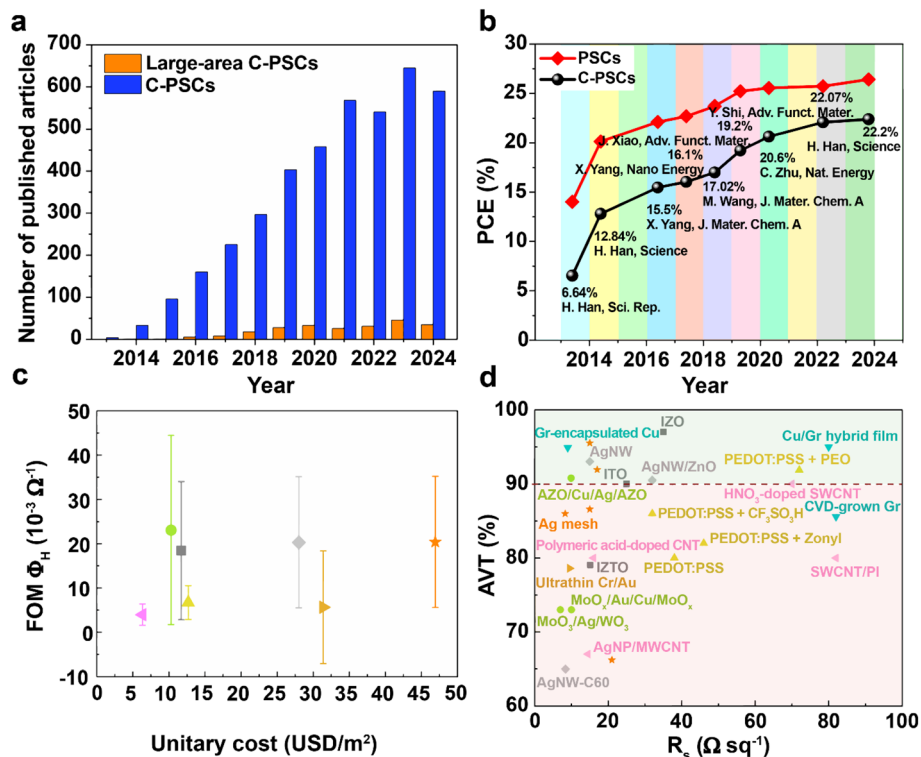 a
Number of published articles
700
600
500
400
300
200
100
0
Large-area C-PSCs
C-PSCs
2014 2016 2018 2020 2022 2024
Year
b
PCE (%)
30
25
20
15
10
5
0
PSCs
C-PSCs
22.07%
Y. Shi, Adv. Funct. Mater.
19.2%
Xiao, Adv. Funct. Mater.
16.1%
22.2%
H. Han, Science
X. Yang, Nano Energy
20.6%
C. Zhu, Nat. Energy
17.02%
M. Wang, J. Mater. Chem. A
15.5%
X. Yang, J. Mater. Chem. A
12.84%
H. Han, Science
6.64%
H. Han, Sci. Rep.
2014 2016 2018 2020 2022 2024
Year
c
FOM Φ_H (10⁻³ Ω⁻¹)
50
40
30
20
10
0
-10
0 5 10 15 20 25 30 35 40 45 50
Unitary cost (USD/m²)
d
AVT (%)
100
90
80
70
60
IZO
Gr-encapsulated Cu
Cu/Gr hybrid film
AgNW
AgNW/ZnO
PEDOT:PSS + PEO
ITO
AZO/Cu/Ag/AZO
HNO₃-doped SWCNT
CVD-grown Gr
Ag mesh
PEDOT:PSS + CF₃SO₃H
PEDOT:PSS + Zonyl
Polymeric acid-doped CNT
IZTO
PEDOT:PSS
SWCNT/PI
Ultrathin Cr/Au
MoOₓ/Au/Cu/MoOₓ
MoO₃/Ag/WO₃
AgNP/MWCNT
AgNW-C60
0 20 40 60 80 100
Rₛ (Ω sq⁻¹)